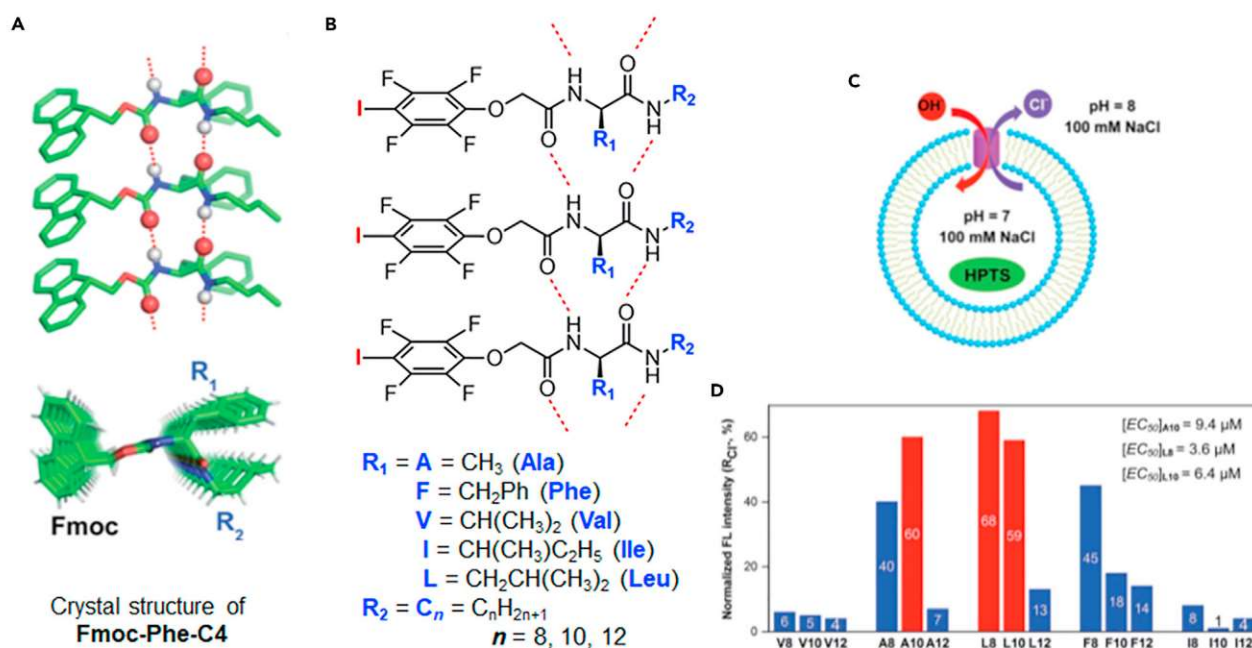 A
R₁
Fmoc
R₂
Crystal structure of
Fmoc-Phe-C4
B
H
N
O
N
R₂
H
F
F
I
O
O
R₁
F
F
H
N
O
N
R₂
H
F
F
I
O
O
R₁
F
F
H
N
O
N
R₂
H
F
F
I
O
O
R₁
F
F
R₁ = A = CH₃ (Ala)
F = CH₂Ph (Phe)
V = CH(CH₃)₂ (Val)
I = CH(CH₃)C₂H₅ (Ile)
L = CH₂CH(CH₃)₂ (Leu)
R₂ = Cₙ = CₙH₂ₙ₊₁
n = 8, 10, 12
C
OH⁻
Cl⁻
pH = 8
100 mM NaCl
pH = 7
100 mM NaCl
HPTS
D
Normalized FL intensity (R_Cl⁻, %)
60
40
20
0
[EC₅₀]A10 = 9.4 µM
[EC₅₀]L8 = 3.6 µM
[EC₅₀]L10 = 6.4 µM
6 5 4 40 60 7 68 59 13 45 18 14 8 1 4
V8 V10 V12 A8 A10 A12 L8 L10 L12 F8 F10 F12 I8 I10 I12